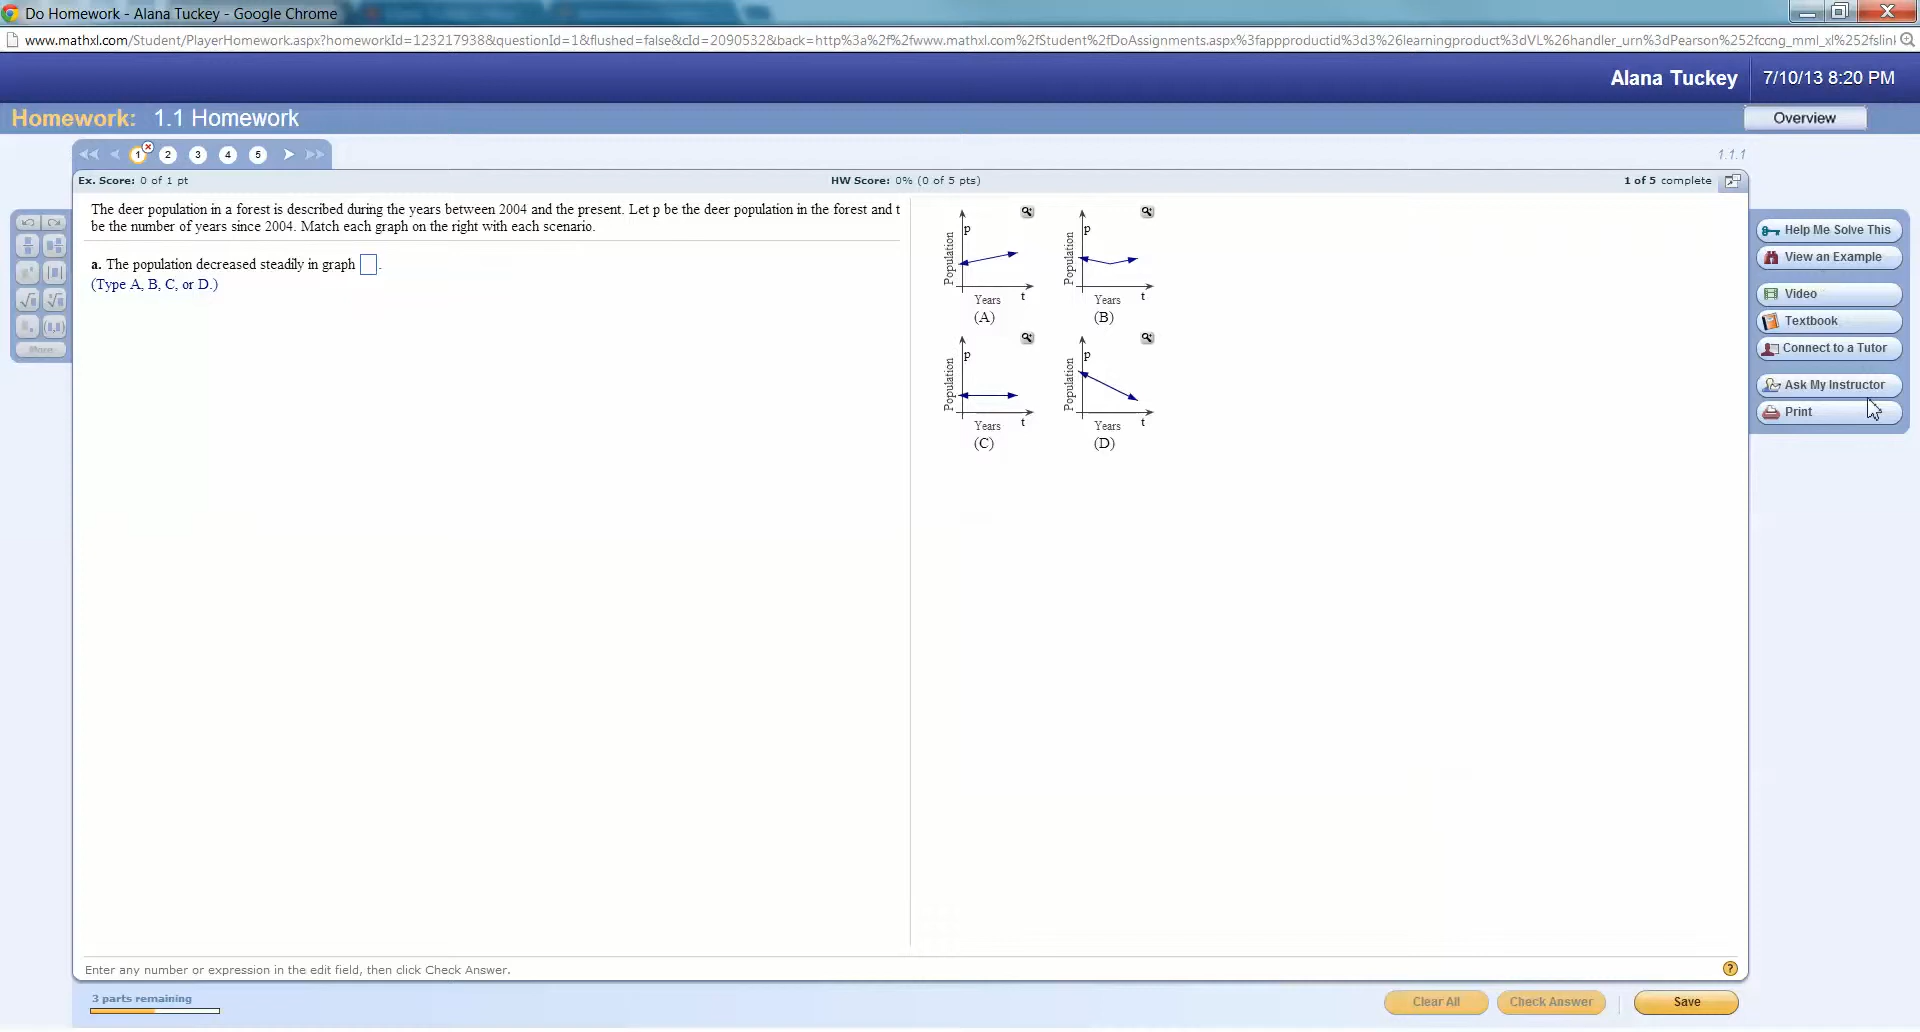 Do Homework - Alana Tuckey - Google Chrome
www.mathxl.com/Student/PlayerHomework.aspx?homeworkId=123217938&questionId=1&flushed=false&cId=2090532&back=http%3a%2f%2fwww.mathxl.com%2fStudent%2fDoAssignments.aspx%3fappproductid%3d3%26learningproduct%3dVL%26handler_urn%3dPearson%252fccng_mml_xl%252fslinl
Alana Tuckey 7/10/13 8:20 PM
Homework: 1.1 Homework
Overview
1 2 3 4 5
1.1.1
Ex. Score: 0 of 1 pt
HW Score: 0% (0 of 5 pts)
1 of 5 complete
The deer population in a forest is described during the years between 2004 and the present. Let p be the deer population in the forest and t
be the number of years since 2004. Match each graph on the right with each scenario.
a. The population decreased steadily in graph .
(Type A, B, C, or D.)
More
p
Population
Years
t
(A)
p
Population
Years
t
(B)
p
Population
Years
t
(C)
p
Population
Years
t
(D)
Help Me Solve This
View an Example
Video
Textbook
Connect to a Tutor
Ask My Instructor
Print
Enter any number or expression in the edit field, then click Check Answer.
?
3 parts remaining
Clear All
Check Answer
Save